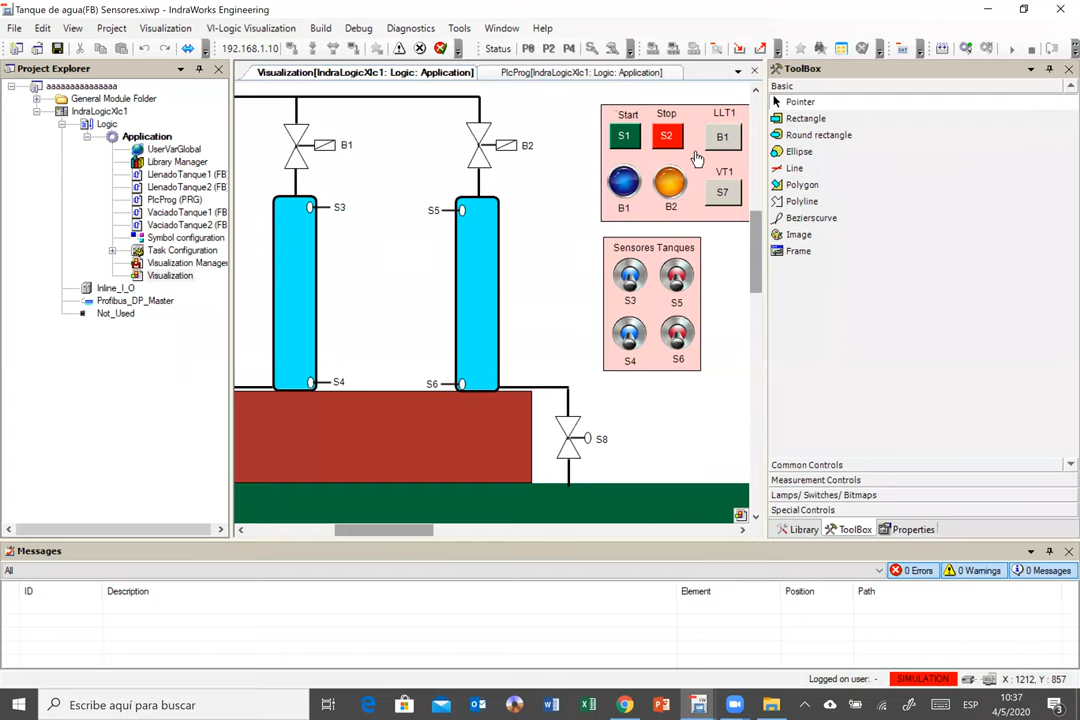 Tanque de agua(FB) Sensores.xiwp - IndraWorks Engineering
File Edit View Project Visualization VI-Logic Visualization Build Debug Diagnostics Tools Window Help
192.168.1.10 Status P0 P2 P4
Project Explorer
aaaaaaaaaaaaaaa
General Module Folder
IndraLogicXlc1
Logic
Application
UserVarGlobal
Library Manager
LlenadoTanque1 (FB
LlenadoTanque2 (FB
PlcProg (PRG)
VaciadoTanque1 (FB
VaciadoTanque2 (FB
Symbol configuration
Task Configuration
Visualization Manage
Visualization
Inline_I_O
Profibus_DP_Master
Not_Used
Visualization[IndraLogicXlc1: Logic: Application] PlcProg[IndraLogicXlc1: Logic: Application]
B1 B2
S3 S5
S4 S6
S8
Start Stop LLT1
S1 S2 B1
VT1
S7
B1 B2
Sensores Tanques
S3 S5
S4 S6
ToolBox
Basic
Pointer
Rectangle
Round rectangle
Ellipse
Line
Polygon
Polyline
Bezierscurve
Image
Frame
Common Controls
Measurement Controls
Lamps/ Switches/ Bitmaps
Special Controls
Library ToolBox Properties
Messages
All 0 Errors 0 Warnings 0 Messages
ID Description Element Position Path
Logged on user: - SIMULATION X : 1212, Y : 857
Escribe aquí para buscar
ESP
10:37
4/5/2020
3